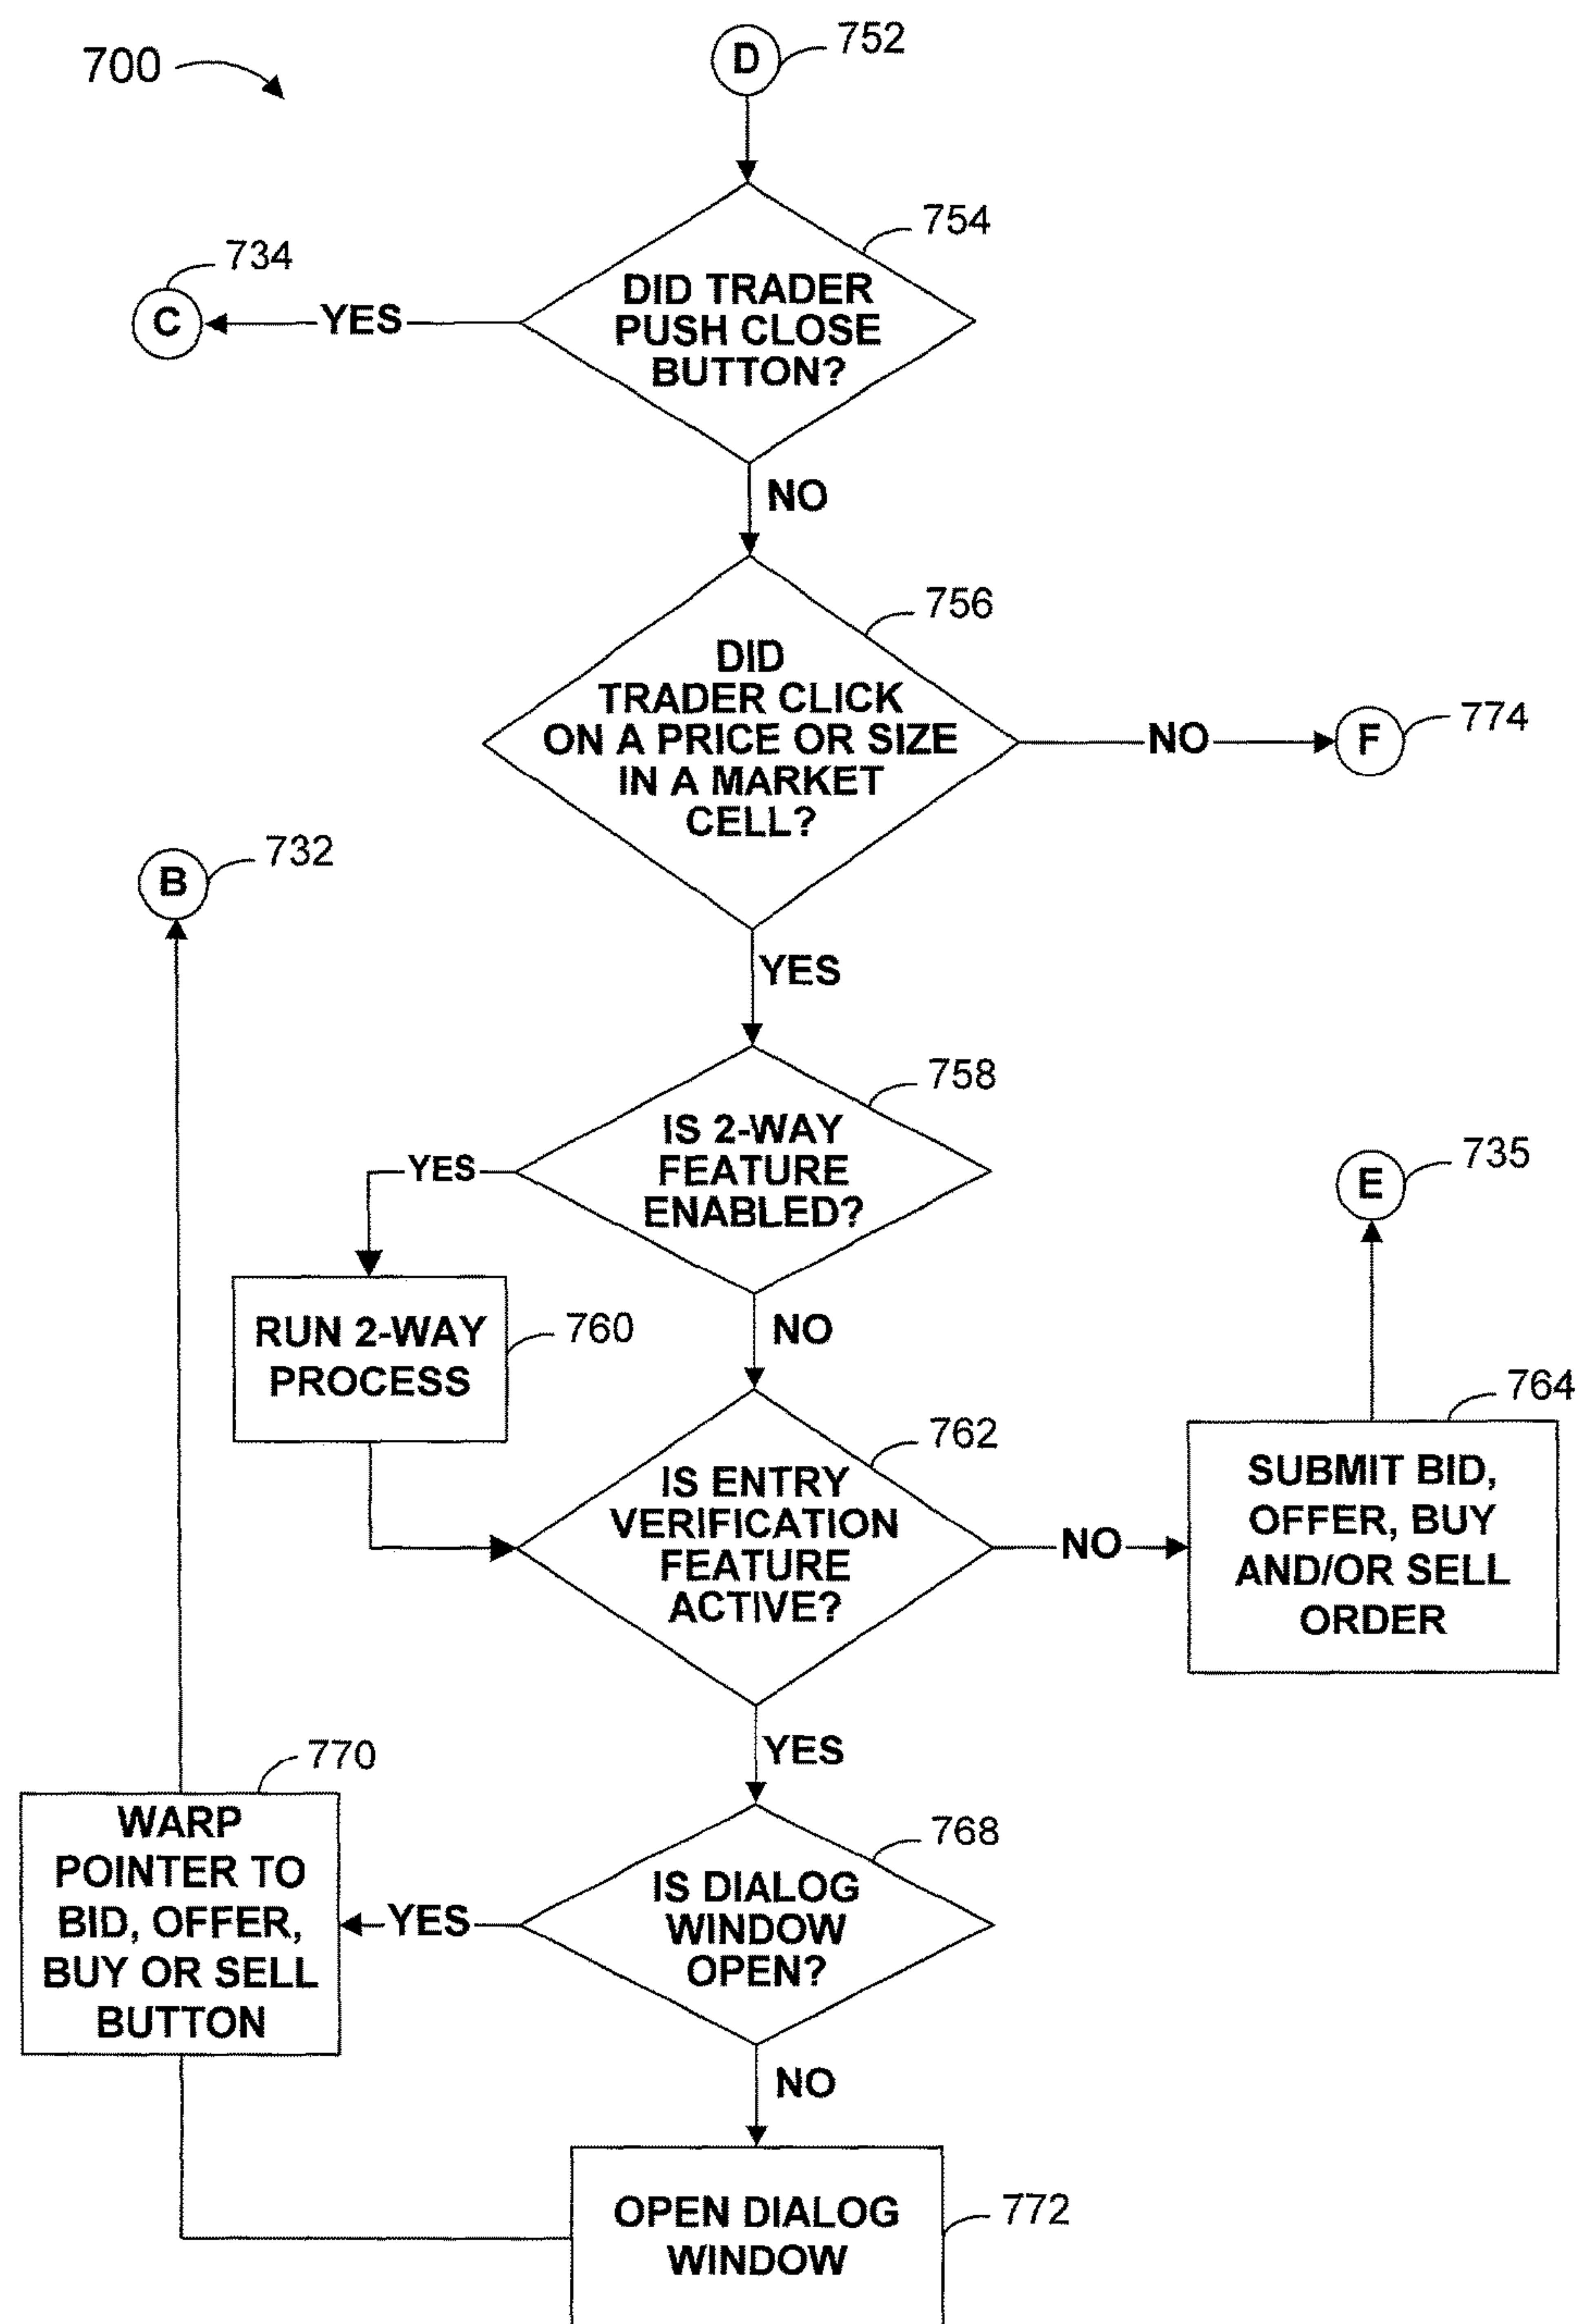 700
D
752
754
DID TRADER
PUSH CLOSE
BUTTON?
734
C
YES
NO
756
DID
TRADER CLICK
ON A PRICE OR SIZE
IN A MARKET
CELL?
NO
F
774
B
732
YES
758
IS 2-WAY
FEATURE
ENABLED?
YES
E
735
RUN 2-WAY
PROCESS
760
NO
762
IS ENTRY
VERIFICATION
FEATURE
ACTIVE?
NO
764
SUBMIT BID,
OFFER, BUY
AND/OR SELL
ORDER
YES
770
WARP
POINTER TO
BID, OFFER,
BUY OR SELL
BUTTON
768
IS DIALOG
WINDOW
OPEN?
YES
NO
OPEN DIALOG
WINDOW
772